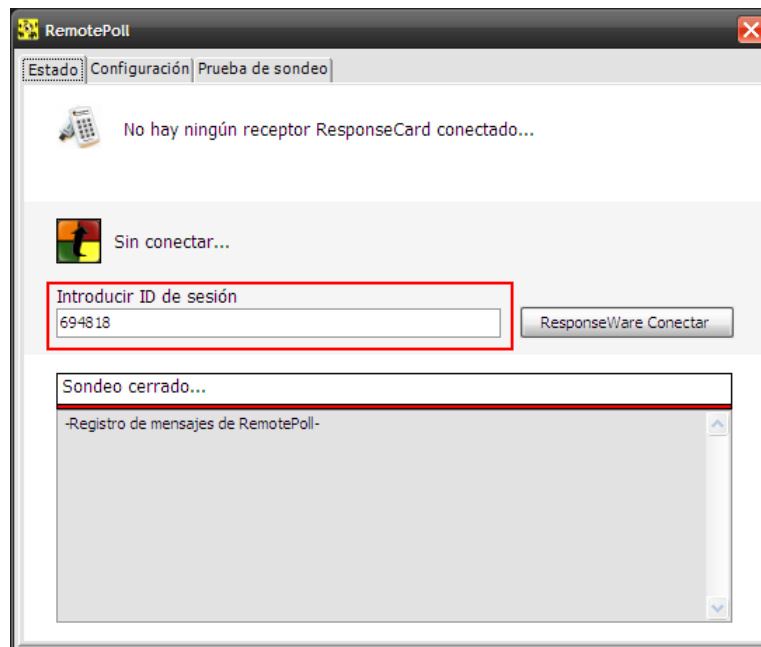 RemotePoll
Estado Configuración Prueba de sondeo
No hay ningún receptor ResponseCard conectado...
Sin conectar...
Introducir ID de sesión
694818
ResponseWare Conectar
Sondeo cerrado...
-Registro de mensajes de RemotePoll-